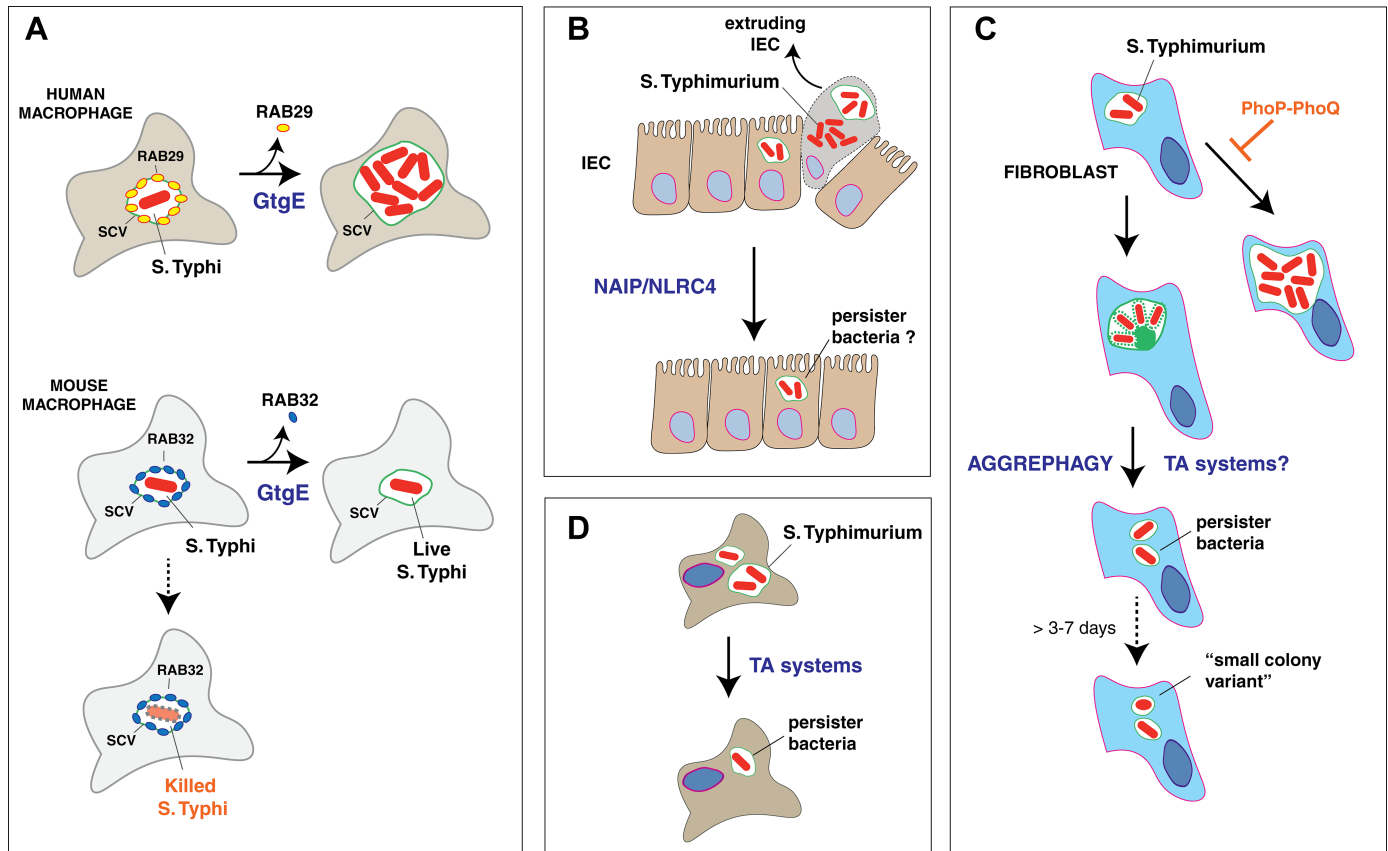 A
HUMAN
MACROPHAGE
RAB29
RAB29
GtgE
SCV
S. Typhi
SCV
MOUSE
MACROPHAGE
RAB32
RAB32
GtgE
SCV
S. Typhi
SCV
Live
S. Typhi
RAB32
SCV
Killed
S. Typhi
B
extruding
IEC
S. Typhimurium
IEC
NAIP/NLRC4
persister
bacteria ?
C
S. Typhimurium
PhoP-PhoQ
FIBROBLAST
AGGREPHAGY
TA systems?
persister
bacteria
> 3-7 days
“small colony
variant”
D
S. Typhimurium
TA systems
persister
bacteria